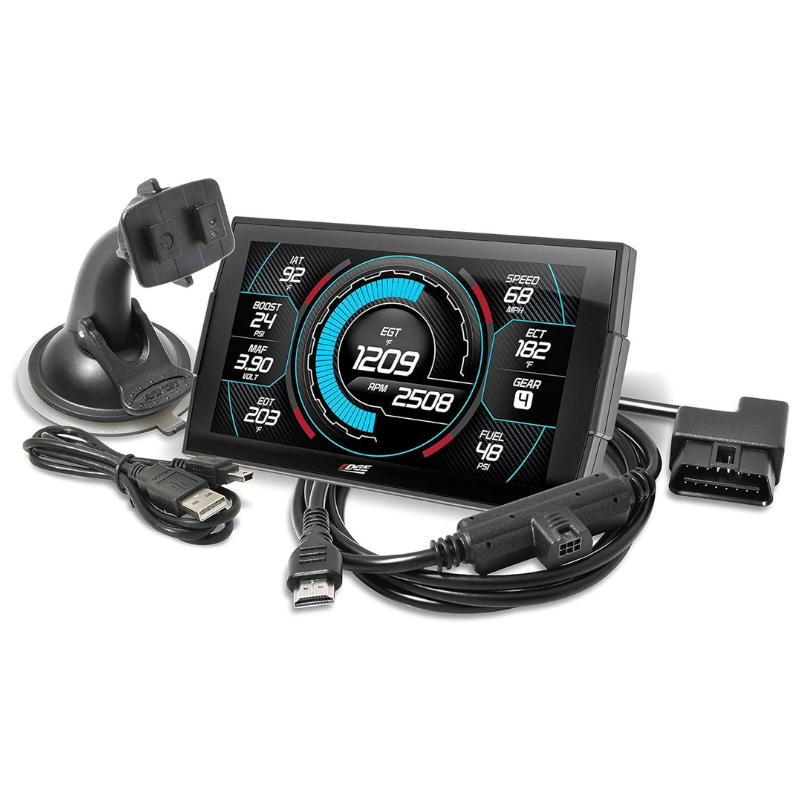 IAT
92
°F
BOOST
24
PSI
MAF
3.90
VOLT
EOT
203
°F
EGT
°F
1209
RPM 2508
SPEED
68
MPH
ECT
182
°F
GEAR
4
FUEL
48
PSI
EDGE